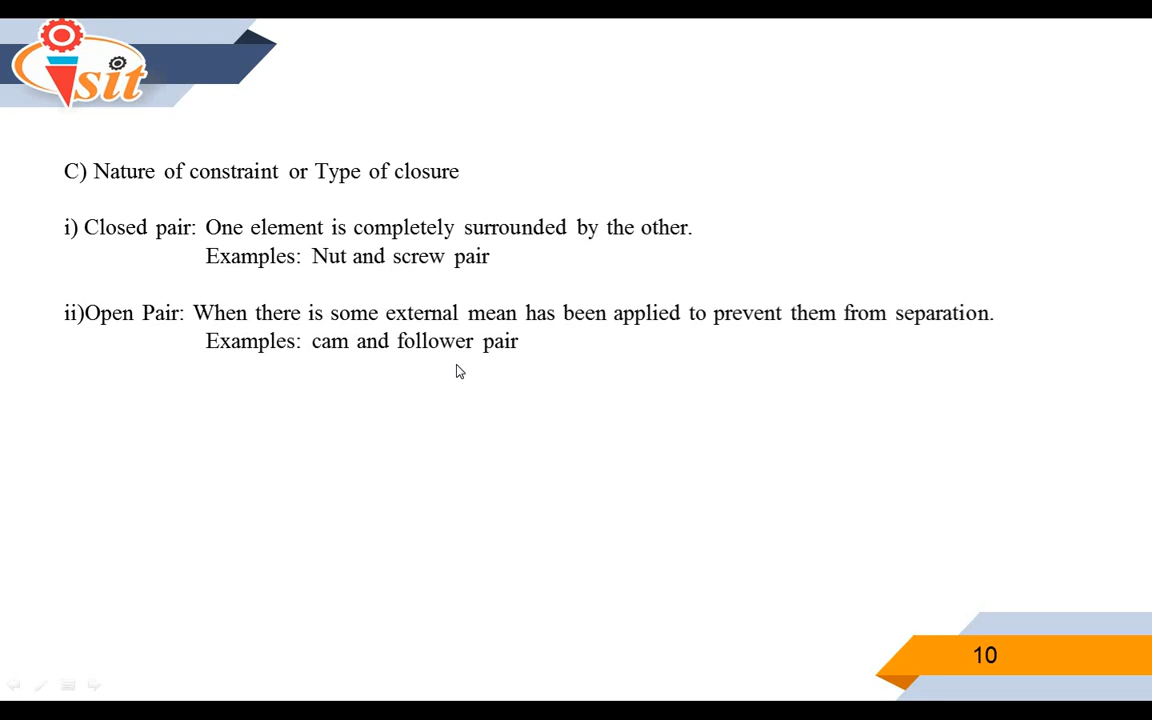 sit
C) Nature of constraint or Type of closure
i) Closed pair: One element is completely surrounded by the other.
Examples: Nut and screw pair
ii)Open Pair: When there is some external mean has been applied to prevent them from separation.
Examples: cam and follower pair
10